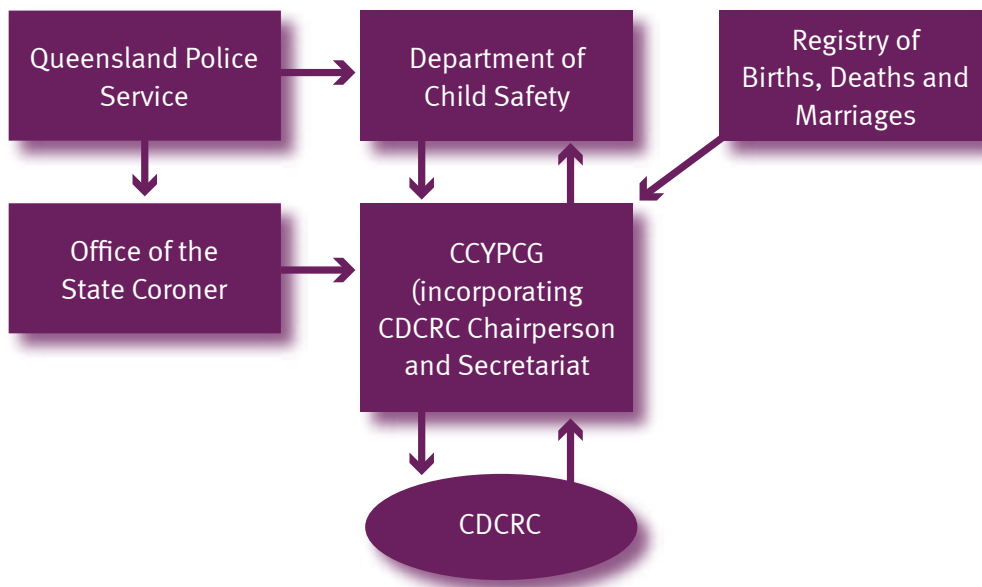 Queensland Police
Service
Department of
Child Safety
Registry of
Births, Deaths and
Marriages
Office of the
State Coroner
CCYPCG
(incorporating
CDCRC Chairperson
and Secretariat
CDCRC